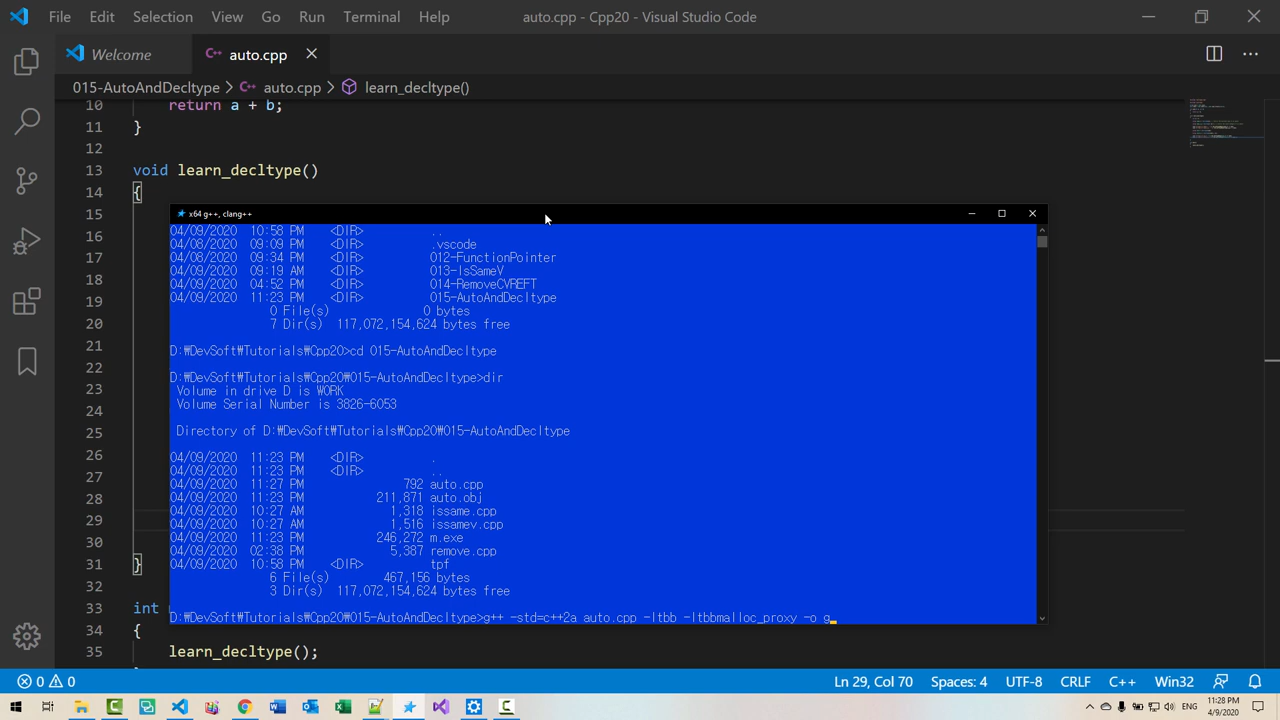 File Edit Selection View Go Run Terminal Help auto.cpp - Cpp20 - Visual Studio Code
Welcome auto.cpp
015-AutoAndDecltype > auto.cpp > learn_decltype()
10 return a + b;
11 }
12
13 void learn_decltype()
14 {
15
16
17
18
19
20
21
22
23
24
25
26
27
28
29
30
31 }
32
33 int
34 {
35 learn_decltype();
x64 g++, clang++
04/09/2020 10:58 PM <DIR> ..
04/08/2020 09:09 PM <DIR> .vscode
04/08/2020 09:34 PM <DIR> 012-FunctionPointer
04/09/2020 09:19 AM <DIR> 013-IsSameV
04/09/2020 04:52 PM <DIR> 014-RemoveCVREFT
04/09/2020 11:23 PM <DIR> 015-AutoAndDecltype
0 File(s) 0 bytes
7 Dir(s) 117,072,154,624 bytes free
D:₩DevSoft₩Tutorials₩Cpp20>cd 015-AutoAndDecltype
D:₩DevSoft₩Tutorials₩Cpp20₩015-AutoAndDecltype>dir
Volume in drive D is WORK
Volume Serial Number is 3826-6053
Directory of D:₩DevSoft₩Tutorials₩Cpp20₩015-AutoAndDecltype
04/09/2020 11:23 PM <DIR> .
04/09/2020 11:23 PM <DIR> ..
04/09/2020 11:27 PM 792 auto.cpp
04/09/2020 11:23 PM 211,871 auto.obj
04/09/2020 10:27 AM 1,318 issame.cpp
04/09/2020 10:27 AM 1,516 issamev.cpp
04/09/2020 11:23 PM 246,272 m.exe
04/09/2020 02:38 PM 5,387 remove.cpp
04/09/2020 10:58 PM <DIR> tpf
6 File(s) 467,156 bytes
3 Dir(s) 117,072,154,624 bytes free
D:₩DevSoft₩Tutorials₩Cpp20₩015-AutoAndDecltype>g++ -std=c++2a auto.cpp -ltbb -ltbbmalloc_proxy -o g
0 0 Ln 29, Col 70 Spaces: 4 UTF-8 CRLF C++ Win32
ENG 11:28 PM
4/9/2020